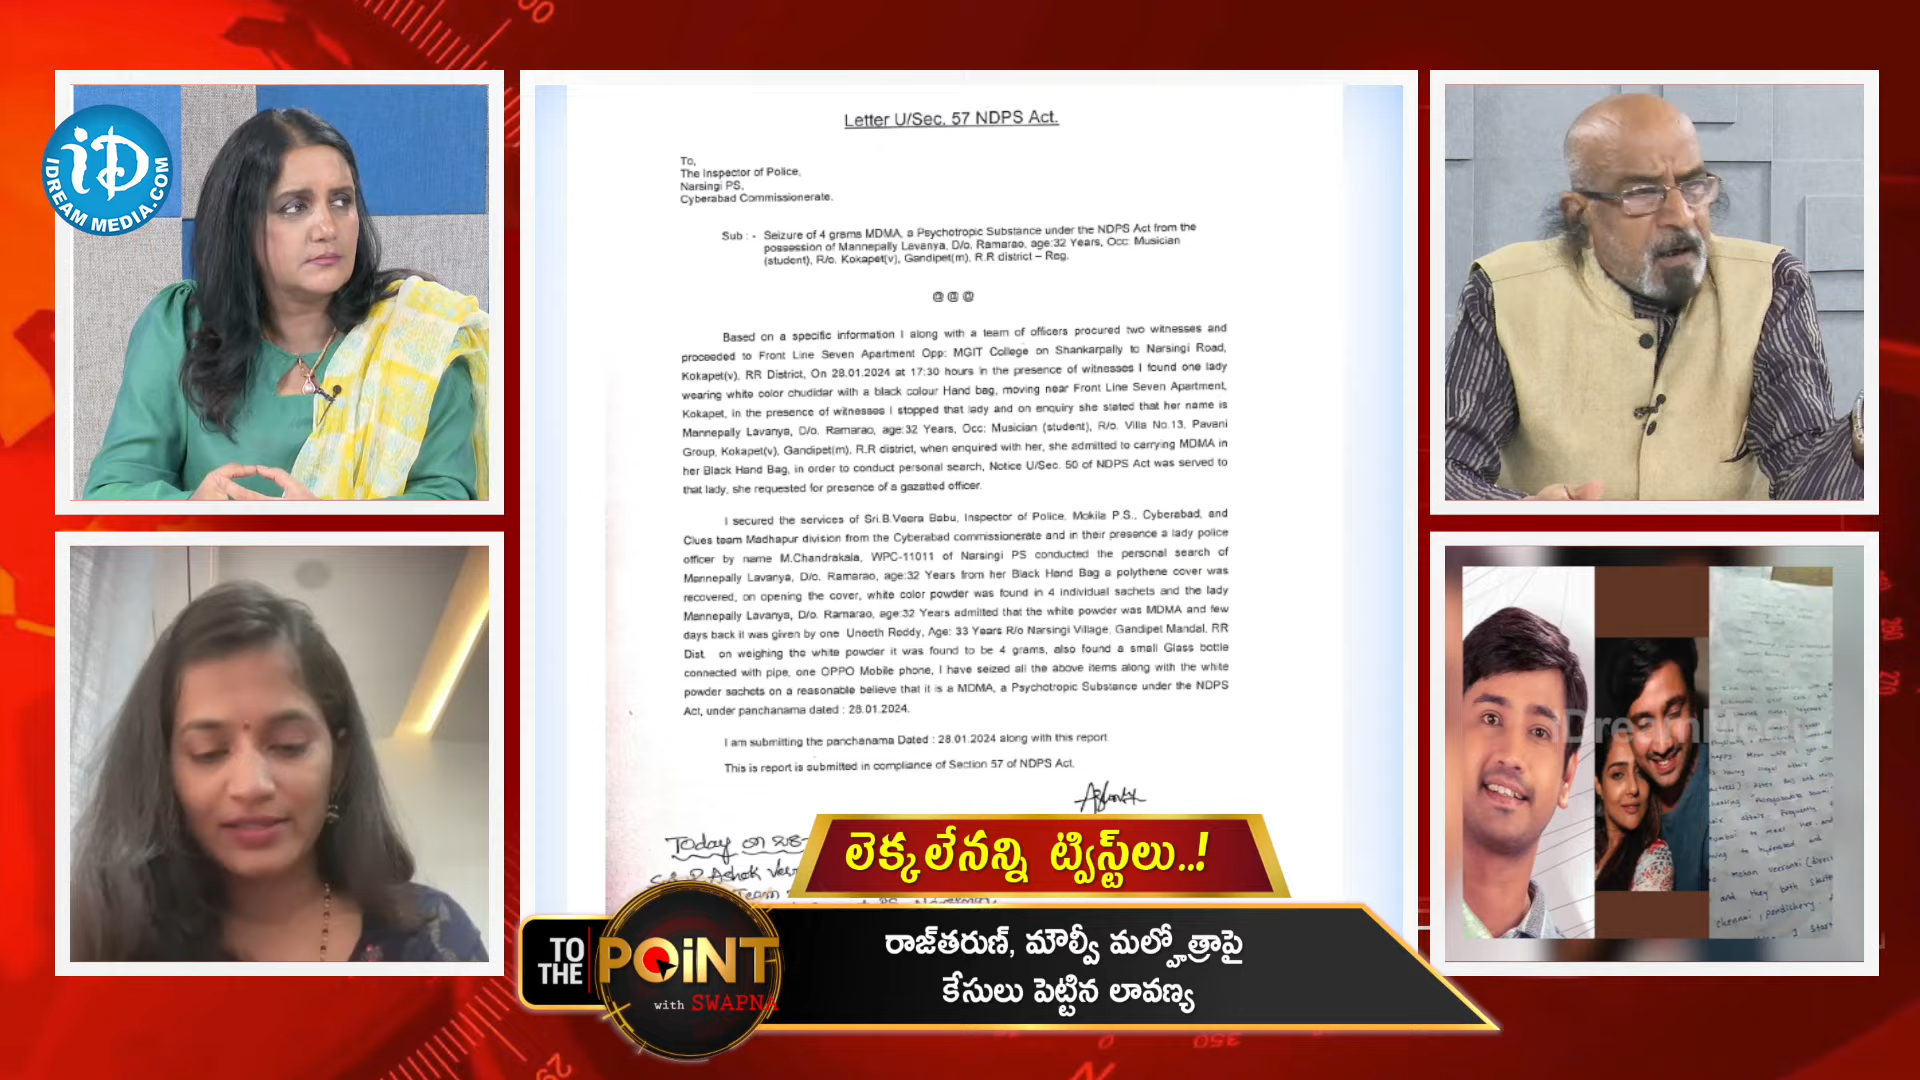 iD
IDREAM MEDIA.COM
Letter U/Sec. 57 NDPS Act.
To,
The Inspector of Police,
Narsingi PS,
Cyberabad Commissionerate.
Sub : - Seizure of 4 grams MDMA, a Psychotropic Substance under the NDPS Act from the
possession of Mannepally Lavanya, D/o. Ramarao, age:32 Years, Occ: Musician
(student), R/o. Kokapet(v), Gandipet(m), R.R district – Reg.
@ @ @
Based on a specific information I along with a team of officers procured two witnesses and
proceeded to Front Line Seven Apartment Opp: MGIT College on Shankarpally to Narsingi Road,
Kokapet(v), RR District, On 28.01.2024 at 17:30 hours in the presence of witnesses I found one lady
wearing white color chudidar with a black colour Hand bag, moving near Front Line Seven Apartment,
Kokapet, in the presence of witnesses I stopped that lady and on enquiry she stated that her name is
Mannepally Lavanya, D/o. Ramarao, age:32 Years, Occ: Musician (student), R/o. Villa No.13, Pavani
Group, Kokapet(v), Gandipet(m), R.R district, when enquired with her, she admitted to carrying MDMA in
her Black Hand Bag, in order to conduct personal search, Notice U/Sec. 50 of NDPS Act was served to
that lady, she requested for presence of a gazatted officer.
I secured the services of Sri.B.Veera Babu, Inspector of Police, Mokila P.S., Cyberabad, and
Clues team Madhapur division from the Cyberabad commissionerate and in their presence a lady police
officer by name M.Chandrakala, WPC-11011 of Narsingi PS conducted the personal search of
Mannepally Lavanya, D/o. Ramarao, age:32 Years from her Black Hand Bag a polythene cover was
recovered, on opening the cover, white color powder was found in 4 individual sachets and the lady
Mannepally Lavanya, D/o. Ramarao, age:32 Years admitted that the white powder was MDMA and few
days back it was given by one Uneeth Reddy, Age: 33 Years R/o Narsingi Village, Gandipet Mandal, RR
Dist. on weighing the white powder it was found to be 4 grams, also found a small Glass bottle
connected with pipe, one OPPO Mobile phone, I have seized all the above items along with the white
powder sachets on a reasonable believe that it is a MDMA, a Psychotropic Substance under the NDPS
Act, under panchanama dated : 28.01.2024.
I am submitting the panchanama Dated : 28.01.2024 along with this report.
This is report is submitted in compliance of Section 57 of NDPS Act.
Today on
Ashok
Team
లెక్కలేనన్ని ట్విస్ట్‌లు..!
TO THE POiNT
with SWAPNA
రాజ్‌తరుణ్, మౌల్వీ మల్హోత్రాపై
కేసులు పెట్టిన లావణ్య
iDreamMedia
and they both
chennai, pondicherry,